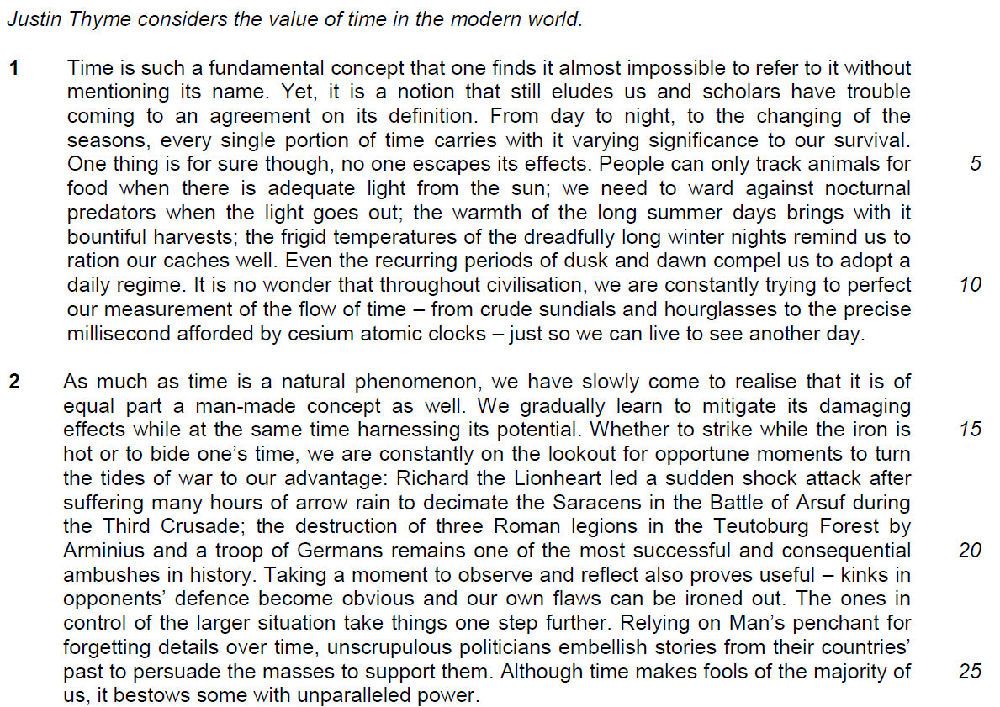 Justin Thyme considers the value of time in the modern world.
1 Time is such a fundamental concept that one finds it almost impossible to refer to it without
mentioning its name. Yet, it is a notion that still eludes us and scholars have trouble
coming to an agreement on its definition. From day to night, to the changing of the
seasons, every single portion of time carries with it varying significance to our survival.
One thing is for sure though, no one escapes its effects. People can only track animals for 5
food when there is adequate light from the sun; we need to ward against nocturnal
predators when the light goes out; the warmth of the long summer days brings with it
bountiful harvests; the frigid temperatures of the dreadfully long winter nights remind us to
ration our caches well. Even the recurring periods of dusk and dawn compel us to adopt a
daily regime. It is no wonder that throughout civilisation, we are constantly trying to perfect 10
our measurement of the flow of time – from crude sundials and hourglasses to the precise
millisecond afforded by cesium atomic clocks – just so we can live to see another day.
2 As much as time is a natural phenomenon, we have slowly come to realise that it is of
equal part a man-made concept as well. We gradually learn to mitigate its damaging
effects while at the same time harnessing its potential. Whether to strike while the iron is 15
hot or to bide one's time, we are constantly on the lookout for opportune moments to turn
the tides of war to our advantage: Richard the Lionheart led a sudden shock attack after
suffering many hours of arrow rain to decimate the Saracens in the Battle of Arsuf during
the Third Crusade; the destruction of three Roman legions in the Teutoburg Forest by
Arminius and a troop of Germans remains one of the most successful and consequential 20
ambushes in history. Taking a moment to observe and reflect also proves useful – kinks in
opponents' defence become obvious and our own flaws can be ironed out. The ones in
control of the larger situation take things one step further. Relying on Man's penchant for
forgetting details over time, unscrupulous politicians embellish stories from their countries'
past to persuade the masses to support them. Although time makes fools of the majority of 25
us, it bestows some with unparalleled power.